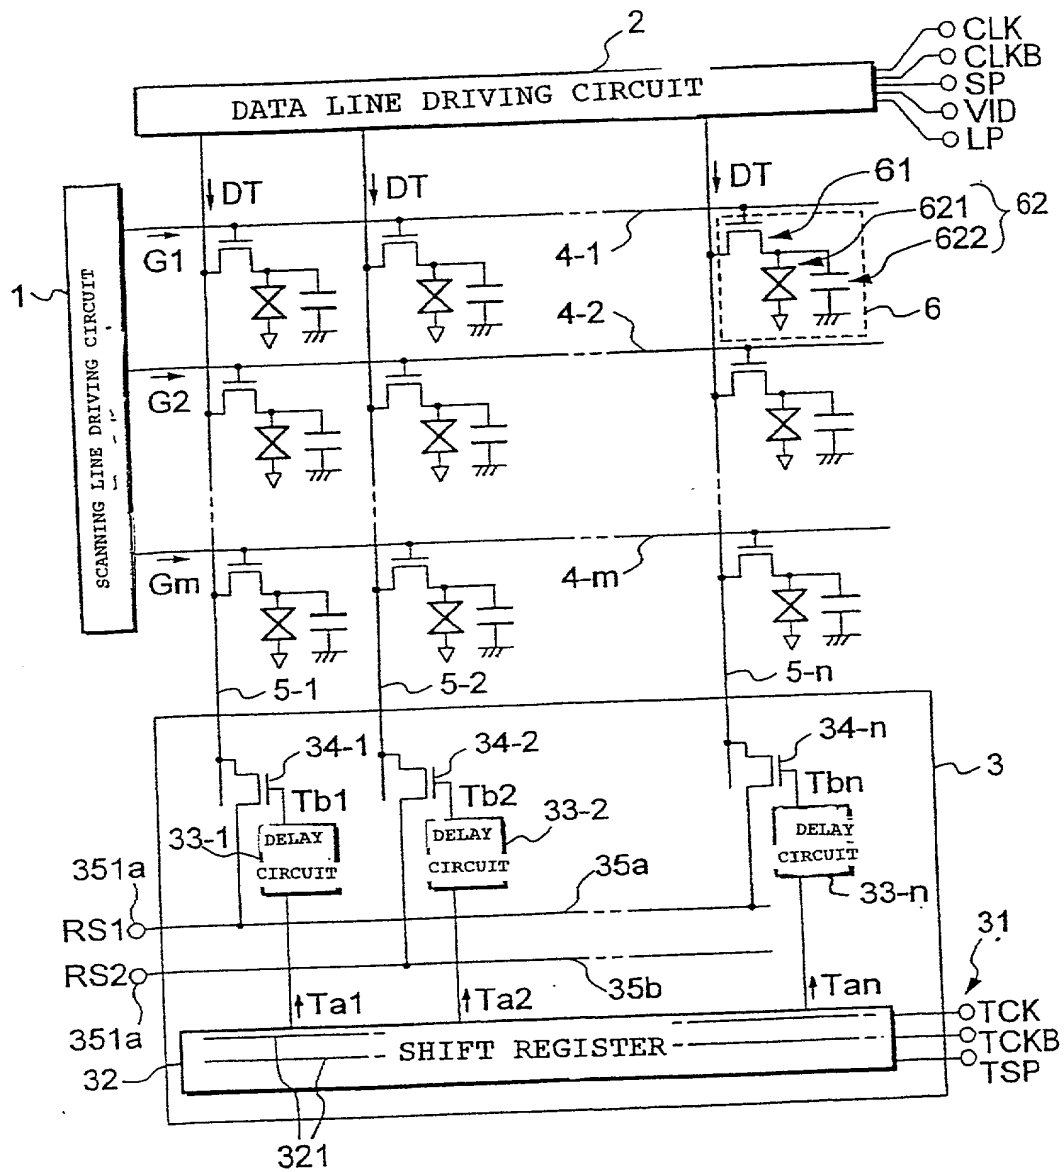 2
CLK
CLKB
SP
VID
LP
DATA LINE DRIVING CIRCUIT
DT
DT
DT
61
621
62
622
G1
4-1
1
6
4-2
G2
SCANNING LINE DRIVING CIRCUIT
Gm
4-m
5-1
5-2
5-n
34-1
34-2
34-n
3
Tb1
Tb2
Tbn
33-1
DELAY
CIRCUIT
33-2
DELAY
CIRCUIT
DELAY
CIRCUIT
33-n
351a
35a
RS1
31
RS2
35b
351a
Ta1
Ta2
Tan
TCK
TCKB
TSP
32
SHIFT REGISTER
321